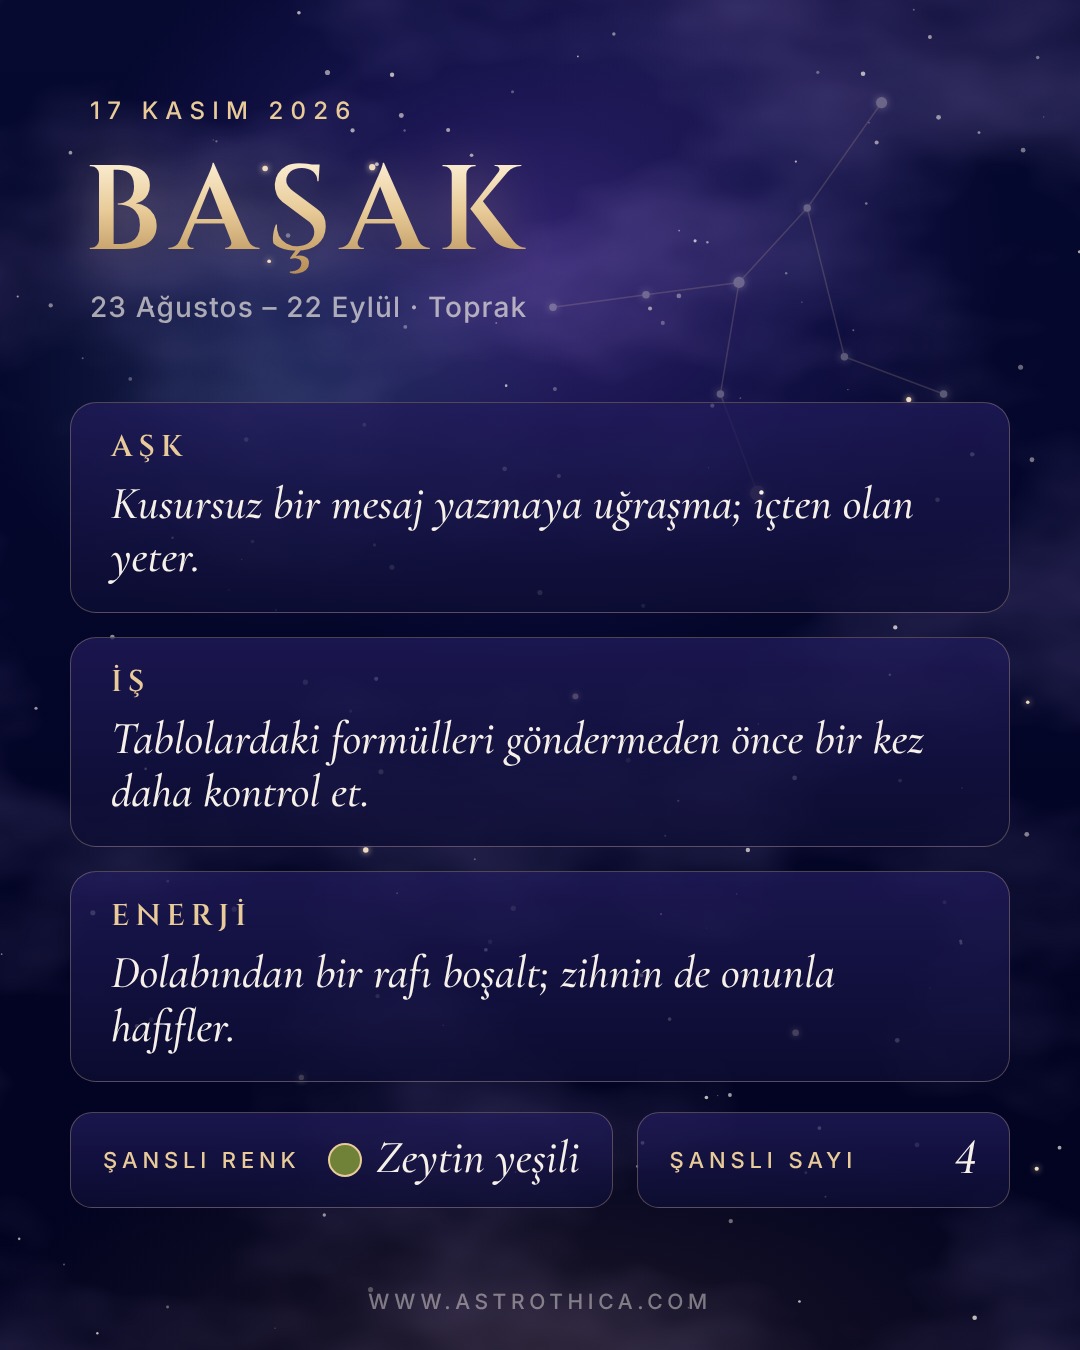 17 KASIM 2026
BAŞAK
23 Ağustos – 22 Eylül · Toprak
AŞK
Kusursuz bir mesaj yazmaya uğraşma; içten olan
yeter.
İŞ
Tablolardaki formülleri göndermeden önce bir kez
daha kontrol et.
ENERJİ
Dolabından bir rafı boşalt; zihnin de onunla
hafifler.
ŞANSLI RENK Zeytin yeşili
ŞANSLI SAYI 4
WWW.ASTROTHICA.COM